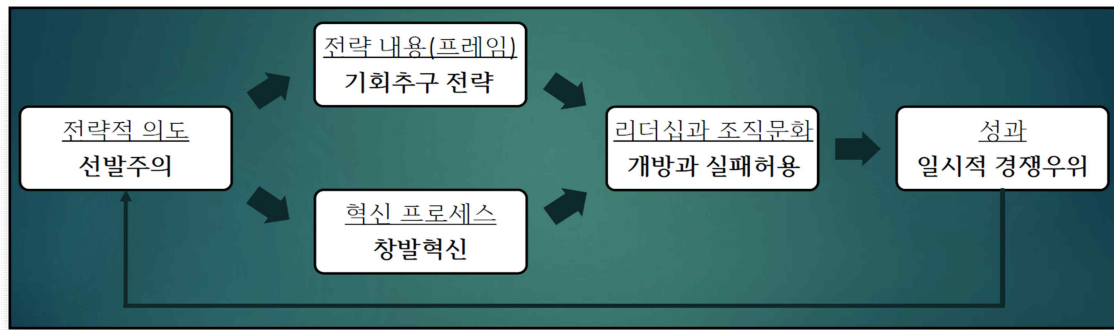 전략적 의도
선발주의
전략 내용(프레임)
기회추구 전략
혁신 프로세스
창발혁신
리더십과 조직문화
개방과 실패허용
성과
일시적 경쟁우위